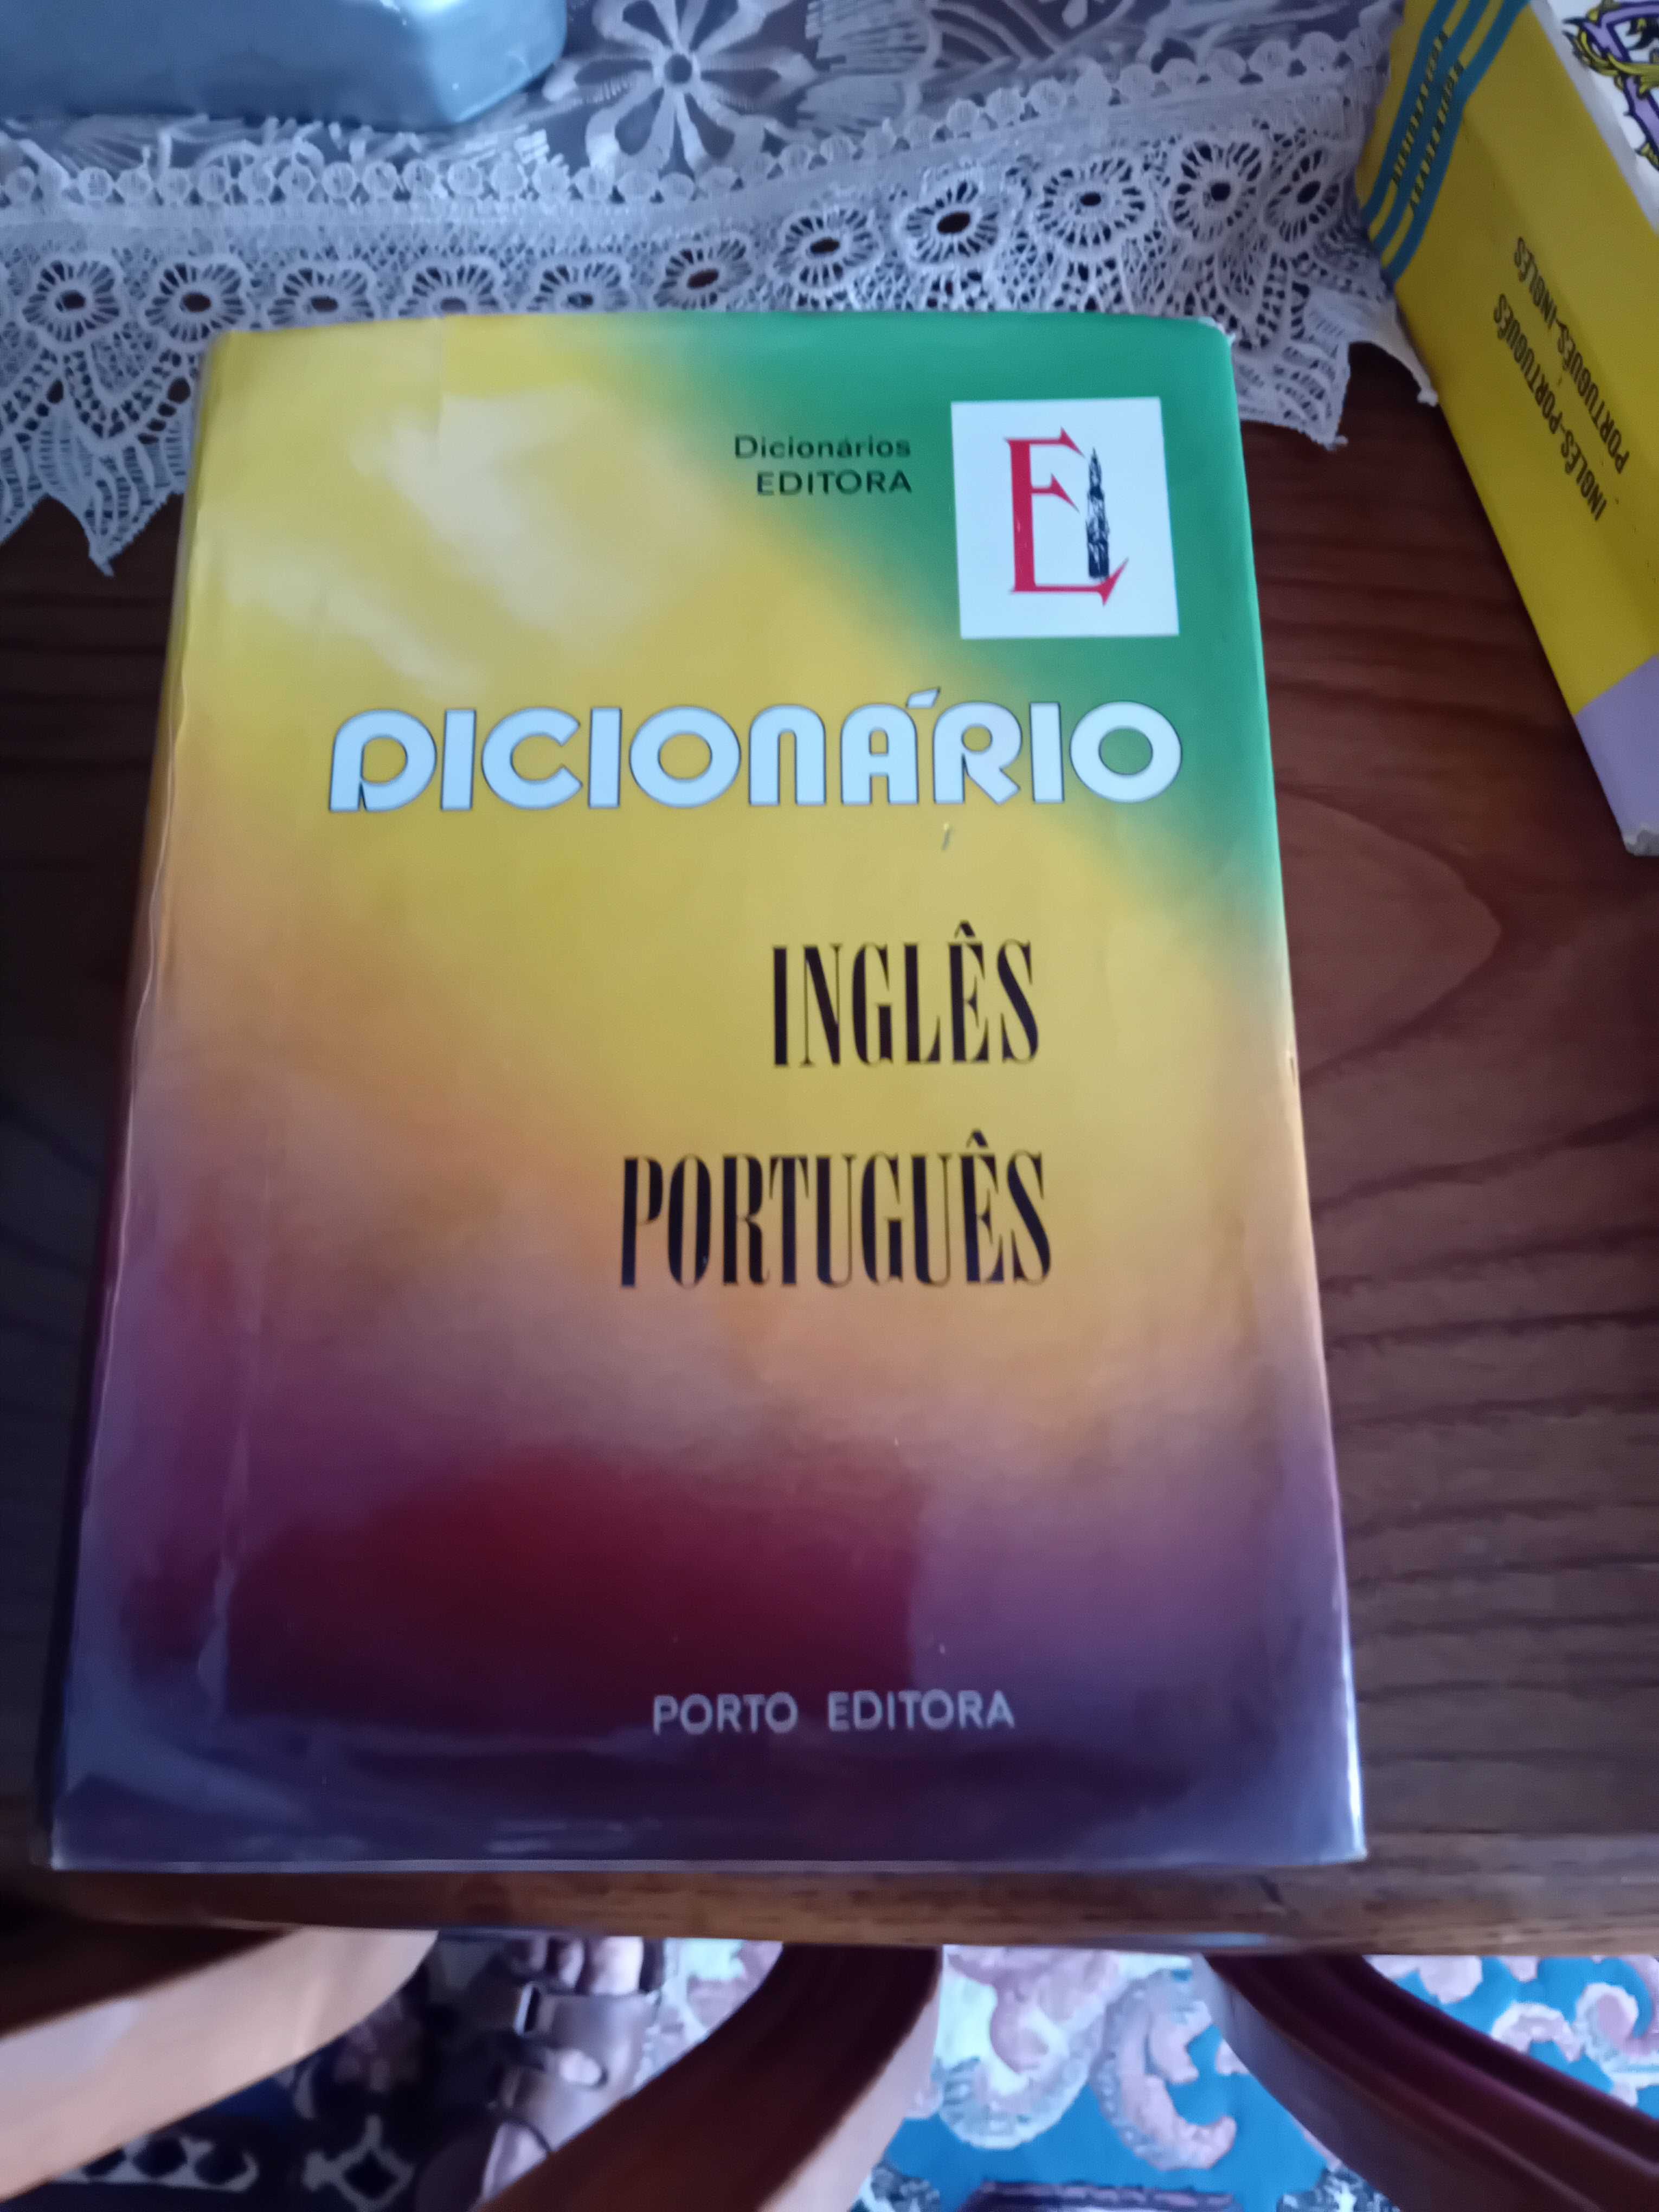 Dicionários
EDITORA
E
DICIONÁRIO
INGLÊS
PORTUGUÊS
PORTO EDITORA
INGLÊS-PORTUGUÊS
PORTUGUÊS-INGLÊS